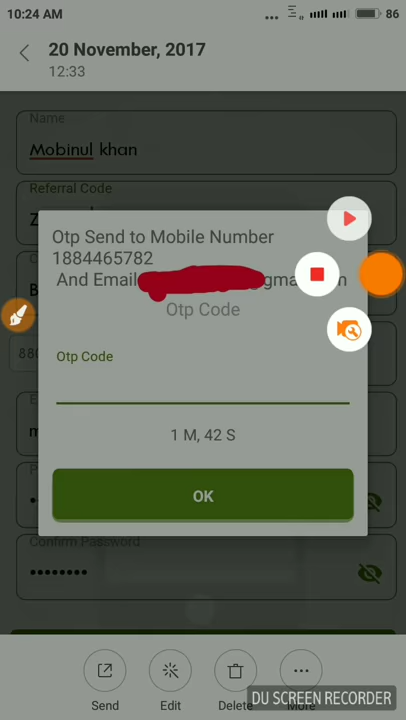 10:24 AM
86
20 November, 2017
12:33
Name
Mobinul khan
Referral Code
Z
Otp Send to Mobile Number
1884465782
And Email
Otp Code
B
880
Otp Code
1 M, 42 S
OK
Confirm Password
Send
Edit
Delete
More
DU SCREEN RECORDER